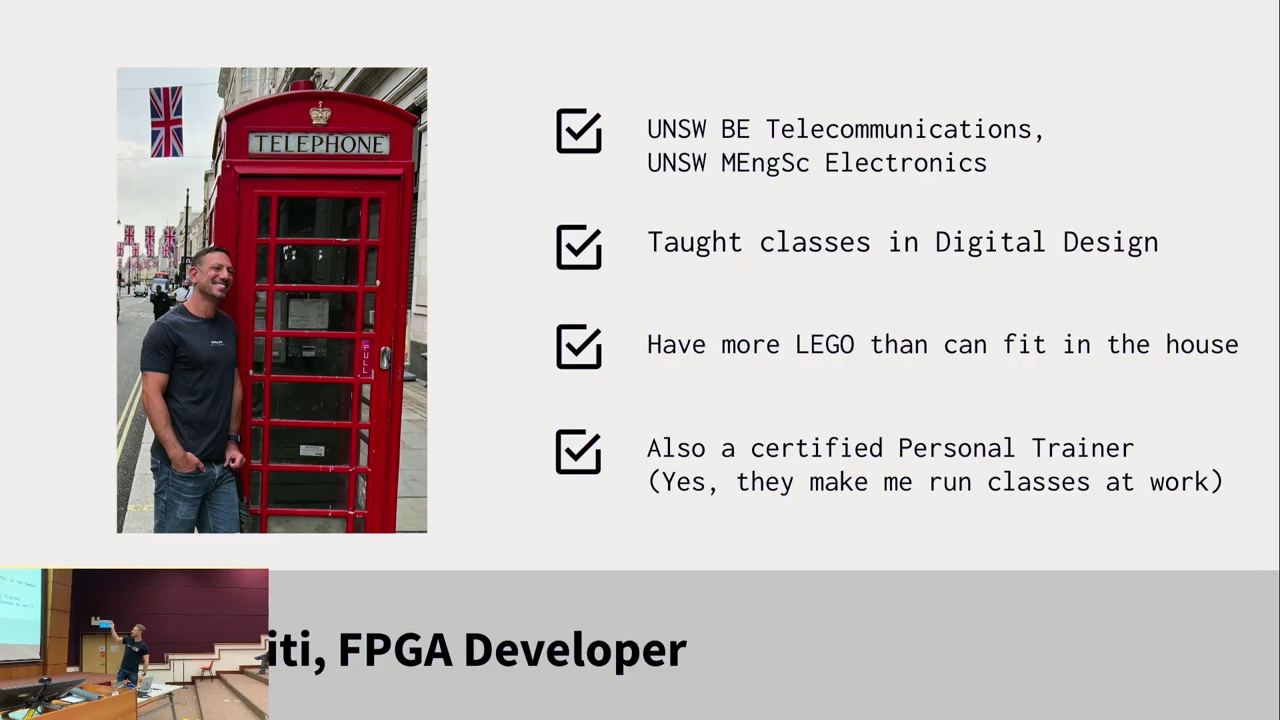 TELEPHONE
PULL
UNSW BE Telecommunications,
UNSW MEngSc Electronics
Taught classes in Digital Design
Have more LEGO than can fit in the house
Also a certified Personal Trainer
(Yes, they make me run classes at work)
iti, FPGA Developer